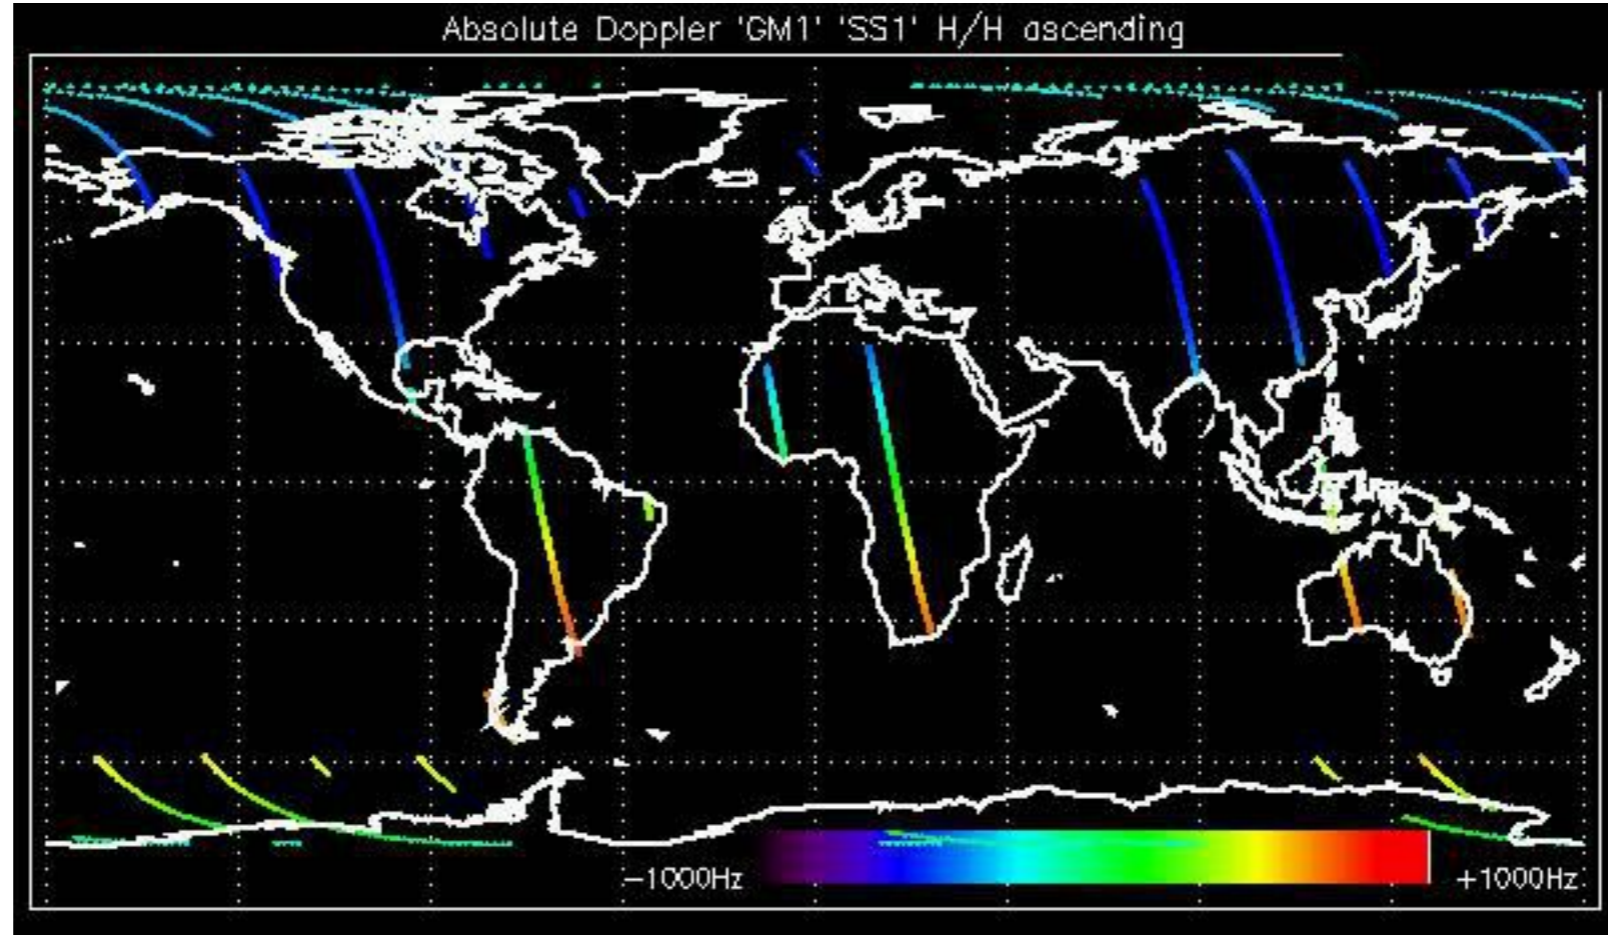 Absolute Doppler 'GM1' 'SS1' H/H ascending
-1000Hz
+1000Hz